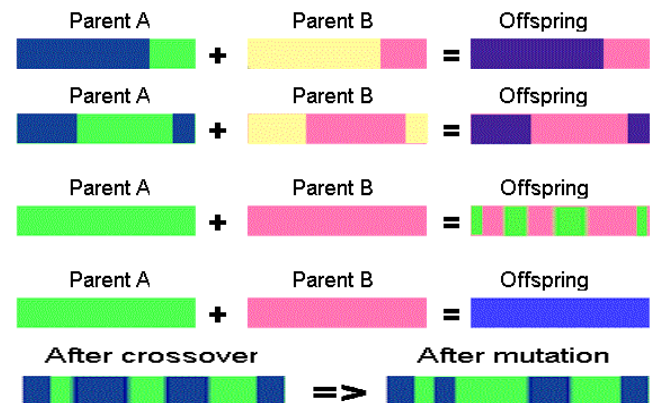 Parent A Parent B Offspring
+ =
Parent A Parent B Offspring
+ =
Parent A Parent B Offspring
+ =
Parent A Parent B Offspring
+ =
After crossover After mutation
=>